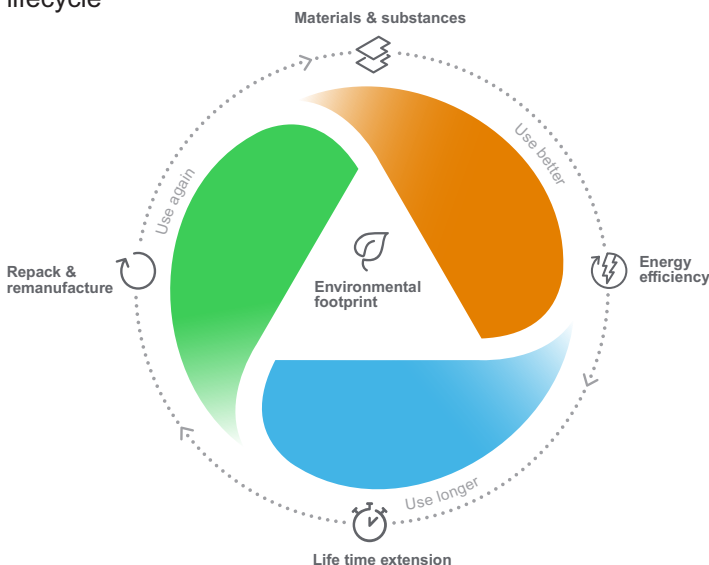 lifecycle
Materials & substances
Use better
Use again
Energy
efficiency
Repack &
remanufacture
Environmental
footprint
Use longer
Life time extension